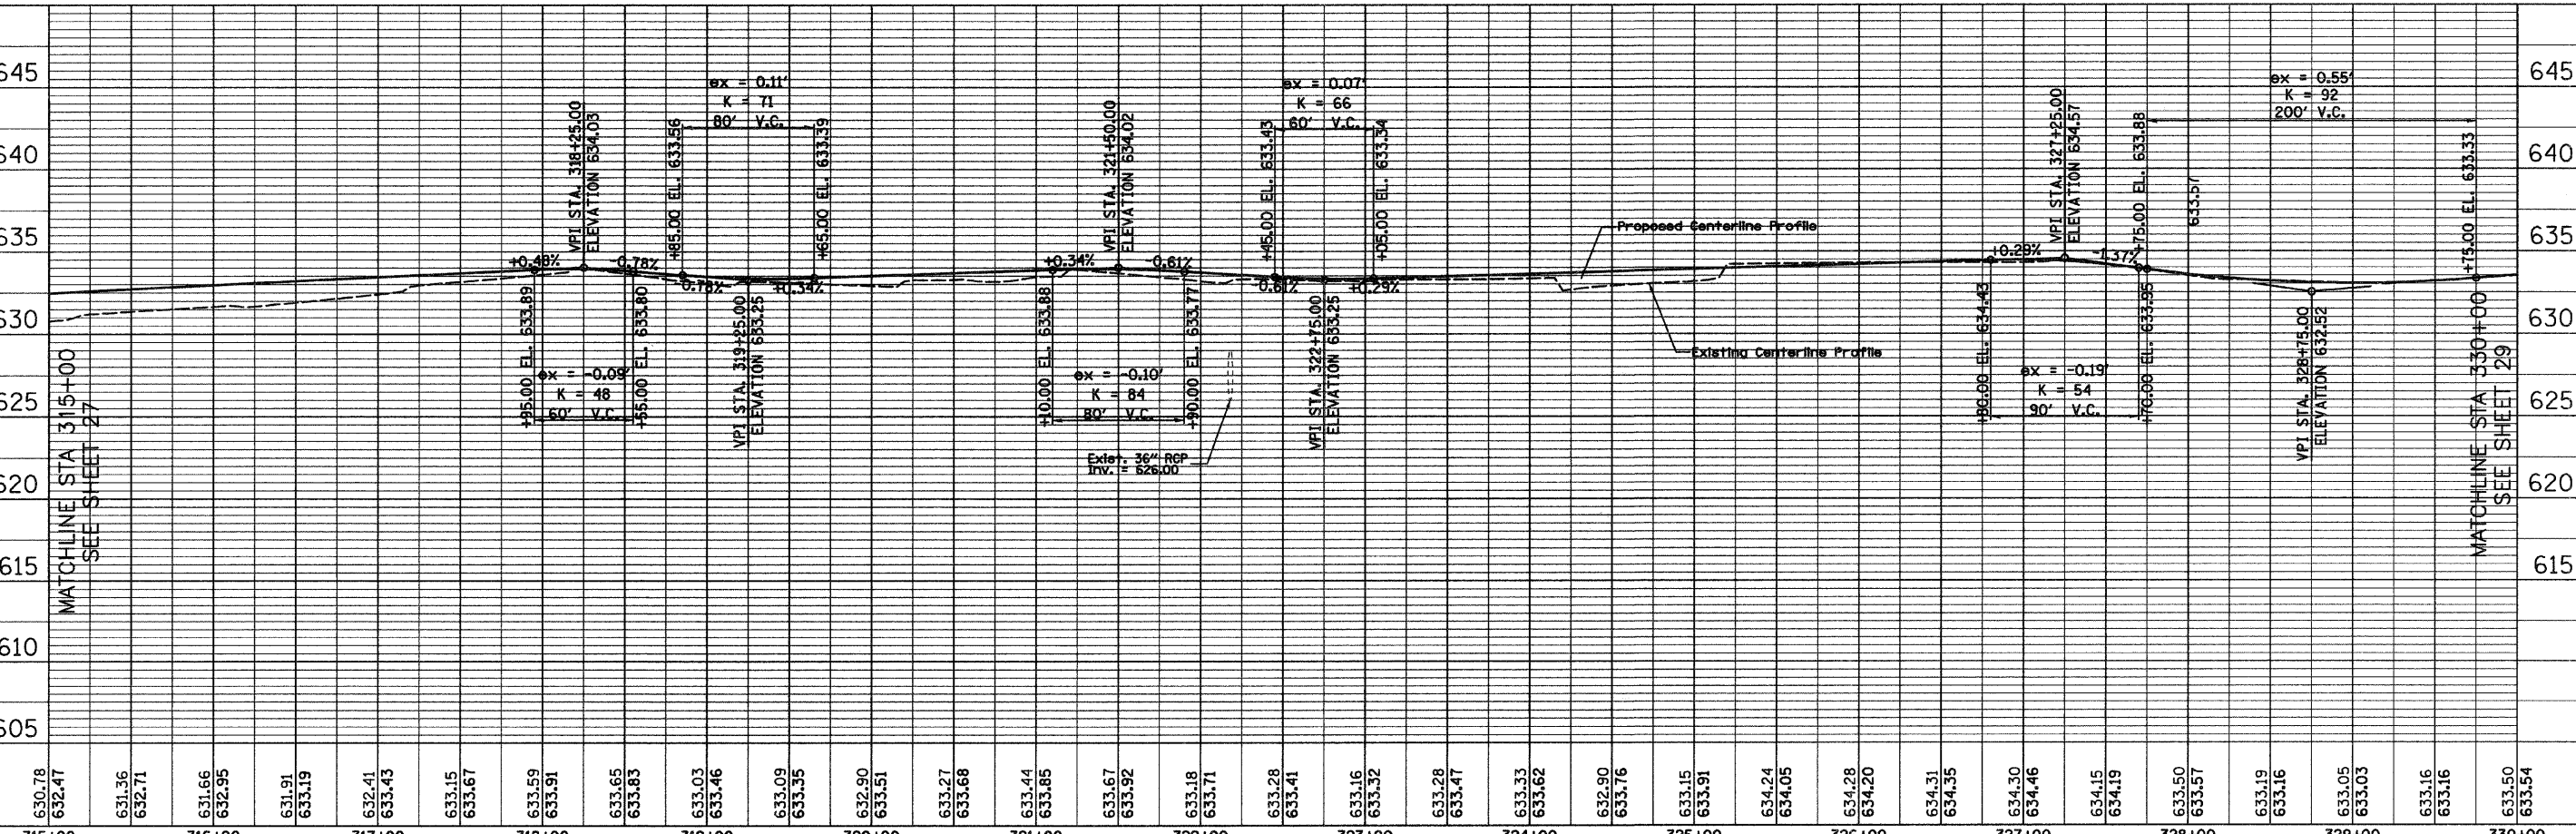 645
640
635
630
625
620
615
610
605
MATCHLINE STA 315+00
SEE SHEET 27
+0.48%
+95.00 EL. 633.89
ex = -0.09'
K = 48
60' V.C.
+55.00 EL. 633.80
VPI STA. 318+25.00
ELEVATION 634.03
-0.78%
+85.00 EL. 633.56
ex = 0.11'
K = 71
80' V.C.
+65.00 EL. 633.39
-0.78%
+0.34%
VPI STA. 319+25.00
ELEVATION 633.25
+0.34%
+10.00 EL. 633.88
ex = -0.10'
K = 84
80' V.C.
+90.00 EL. 633.77
VPI STA. 321+50.00
ELEVATION 634.02
-0.61%
Exist. 36" RCP
Inv. = 626.00
+45.00 EL. 633.43
ex = 0.07'
K = 66
60' V.C.
+05.00 EL. 633.34
-0.61%
+0.29%
VPI STA. 322+75.00
ELEVATION 633.25
Proposed Centerline Profile
Existing Centerline Profile
+0.29%
+80.00 EL. 634.43
ex = -0.19'
K = 54
90' V.C.
+70.00 EL. 633.95
VPI STA. 327+25.00
ELEVATION 634.57
-1.37%
+75.00 EL. 633.88
633.57
ex = 0.55'
K = 92
200' V.C.
+75.00 EL. 633.33
VPI STA. 328+75.00
ELEVATION 632.52
MATCHLINE STA 330+00
SEE SHEET 29
645
640
635
630
625
620
615
630.78
632.47
631.36
632.71
631.66
632.95
631.91
633.19
632.41
633.43
633.15
633.67
633.59
633.91
633.65
633.83
633.03
633.46
633.09
633.35
632.90
633.51
633.27
633.68
633.44
633.85
633.67
633.92
633.18
633.71
633.28
633.41
633.16
633.32
633.28
633.47
633.33
633.62
632.90
633.76
633.15
633.91
634.24
634.05
634.28
634.20
634.31
634.35
634.30
634.46
634.15
634.19
633.50
633.57
633.19
633.16
633.05
633.03
633.16
633.16
633.50
633.54